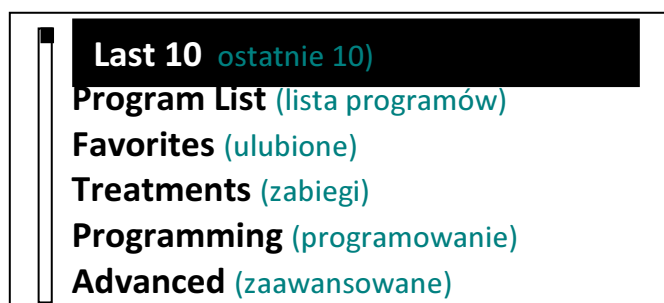 Last 10 ostatnie 10)
Program List (lista programów)
Favorites (ulubione)
Treatments (zabiegi)
Programming (programowanie)
Advanced (zaawansowane)